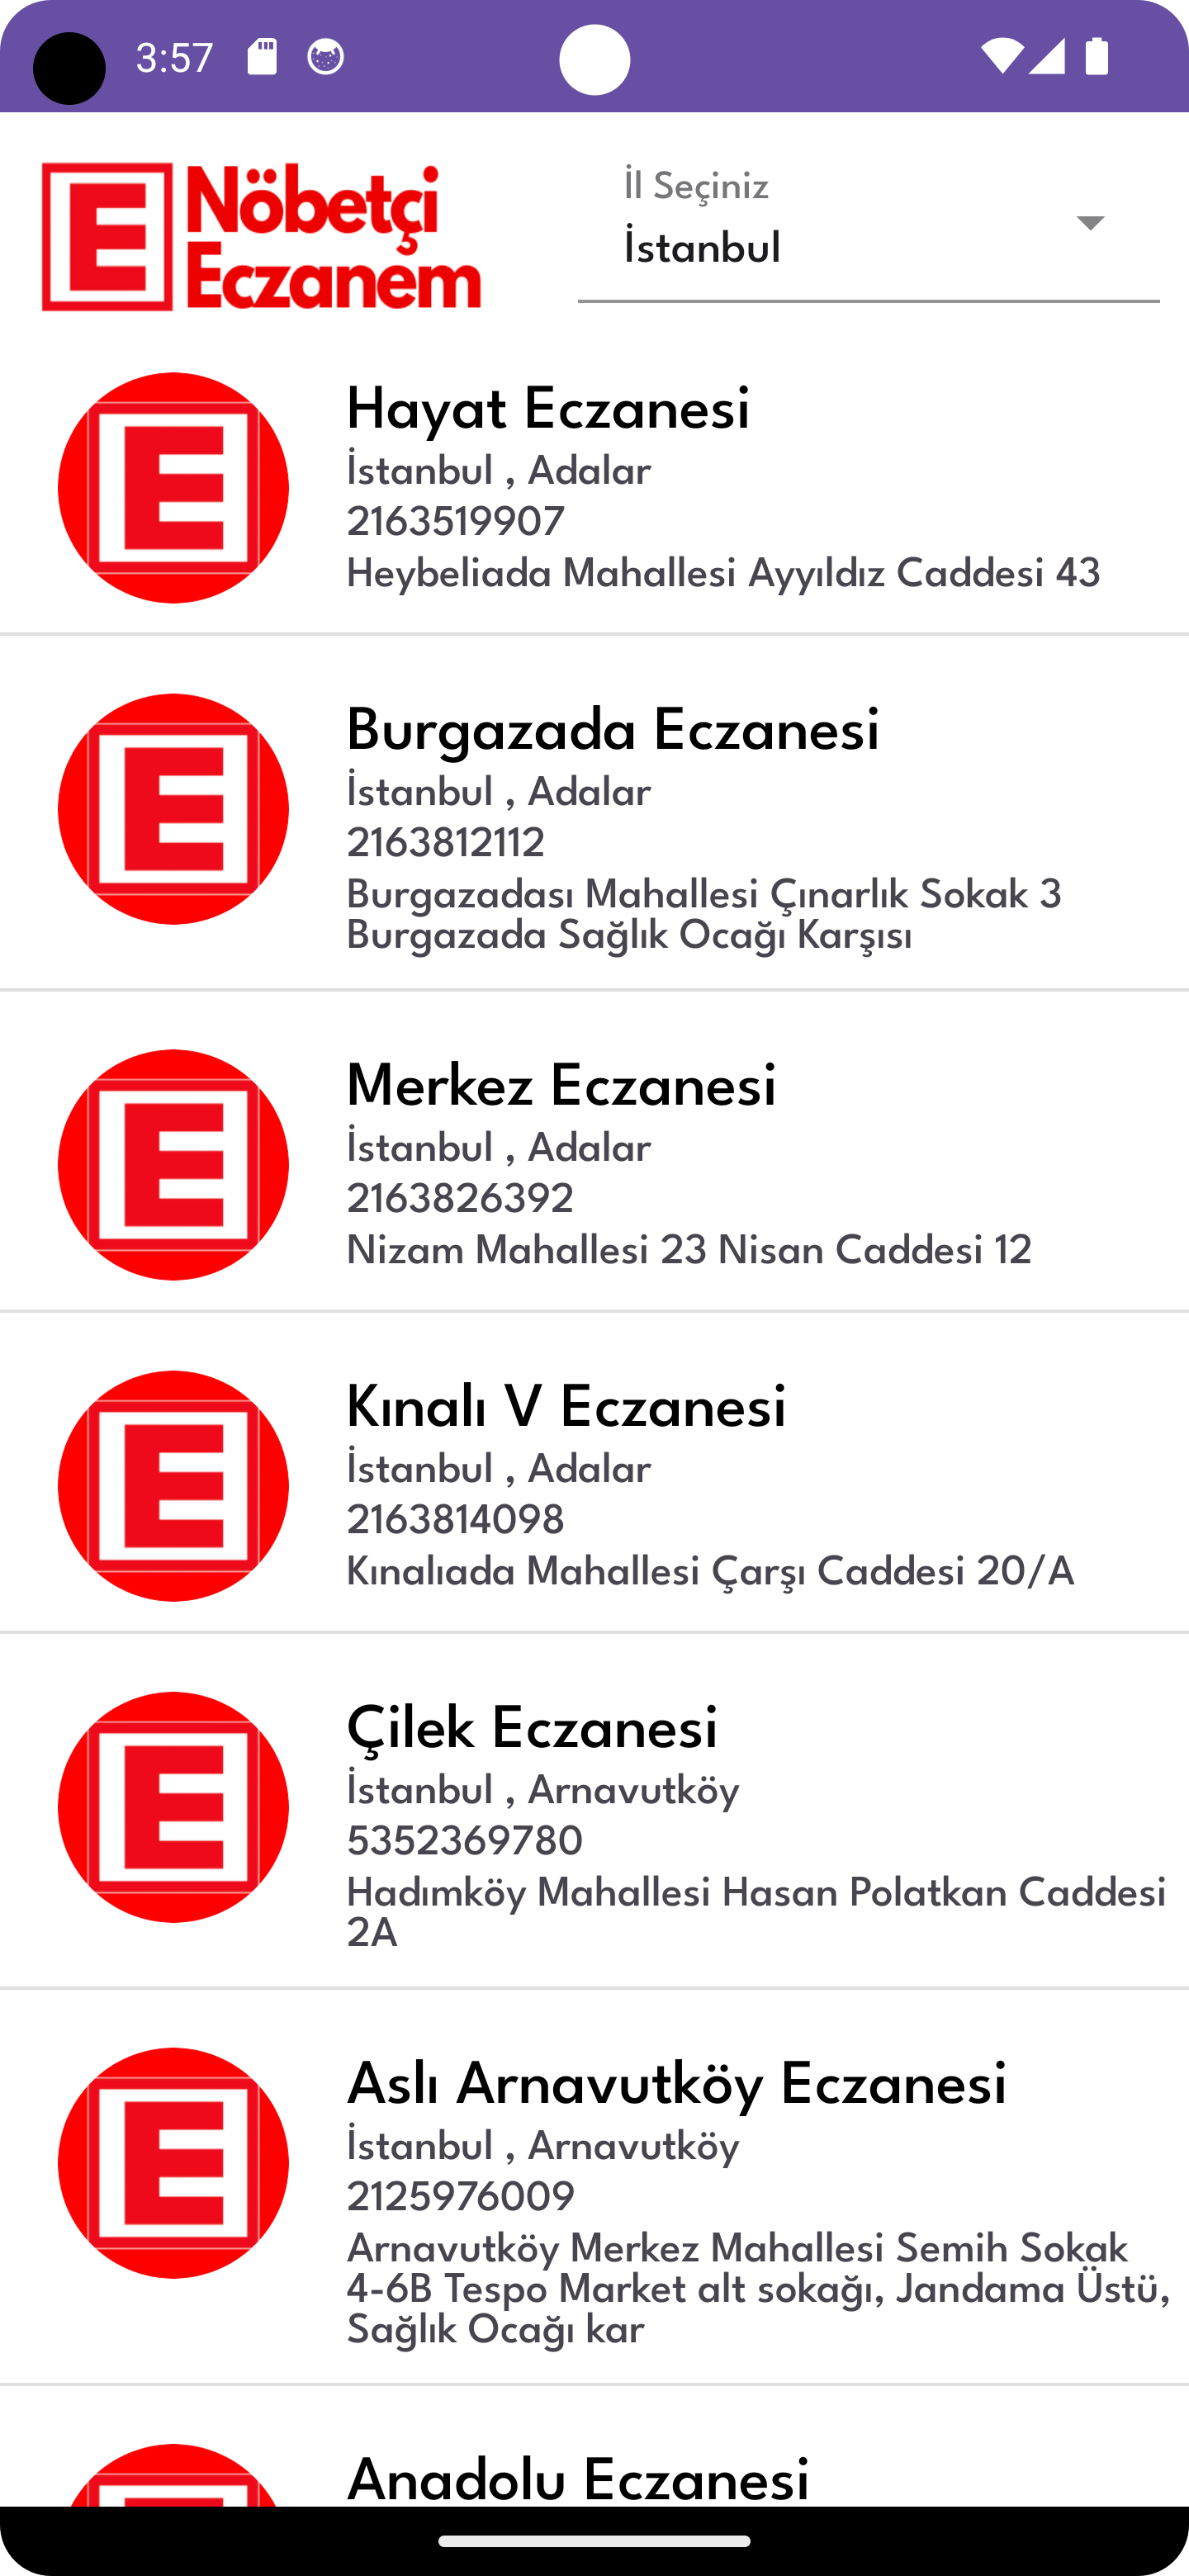 3:57
E Nöbetçi
Eczanem
İl Seçiniz
İstanbul
E
Hayat Eczanesi
İstanbul , Adalar
2163519907
Heybeliada Mahallesi Ayyıldız Caddesi 43
E
Burgazada Eczanesi
İstanbul , Adalar
2163812112
Burgazadası Mahallesi Çınarlık Sokak 3
Burgazada Sağlık Ocağı Karşısı
E
Merkez Eczanesi
İstanbul , Adalar
2163826392
Nizam Mahallesi 23 Nisan Caddesi 12
E
Kınalı V Eczanesi
İstanbul , Adalar
2163814098
Kınalıada Mahallesi Çarşı Caddesi 20/A
E
Çilek Eczanesi
İstanbul , Arnavutköy
5352369780
Hadımköy Mahallesi Hasan Polatkan Caddesi
2A
E
Aslı Arnavutköy Eczanesi
İstanbul , Arnavutköy
2125976009
Arnavutköy Merkez Mahallesi Semih Sokak
4-6B Tespo Market alt sokağı, Jandama Üstü,
Sağlık Ocağı kar
Anadolu Eczanesi